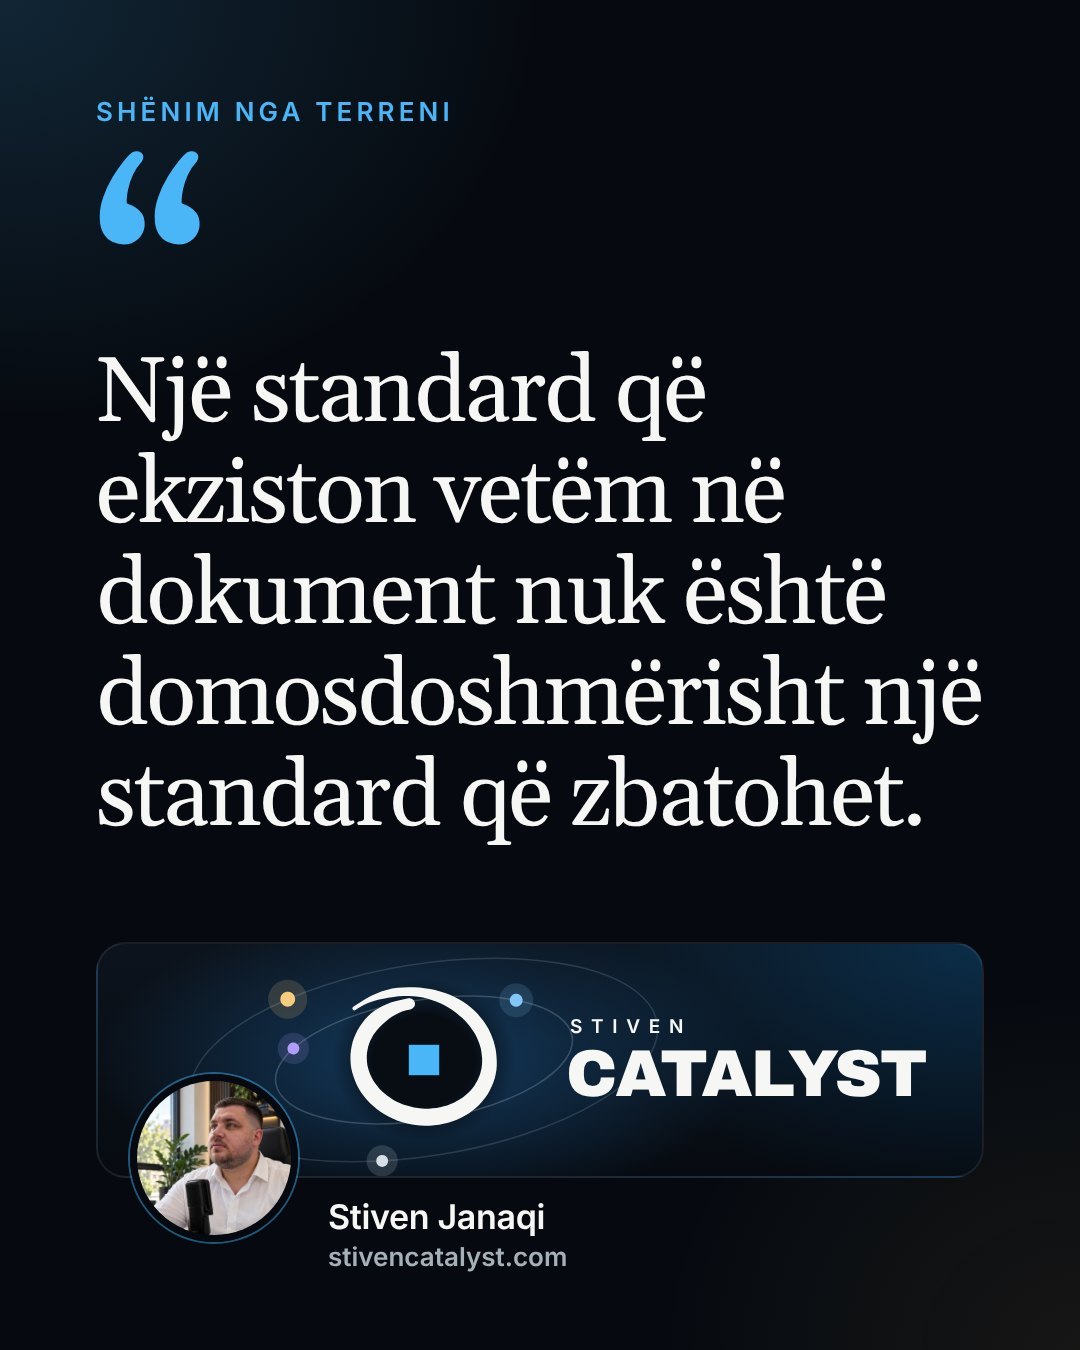 SHËNIM NGA TERRENI
“
Një standard që
ekziston vetëm në
dokument nuk është
domosdoshmërisht një
standard që zbatohet.
STIVEN
CATALYST
Stiven Janaqi
stivencatalyst.com